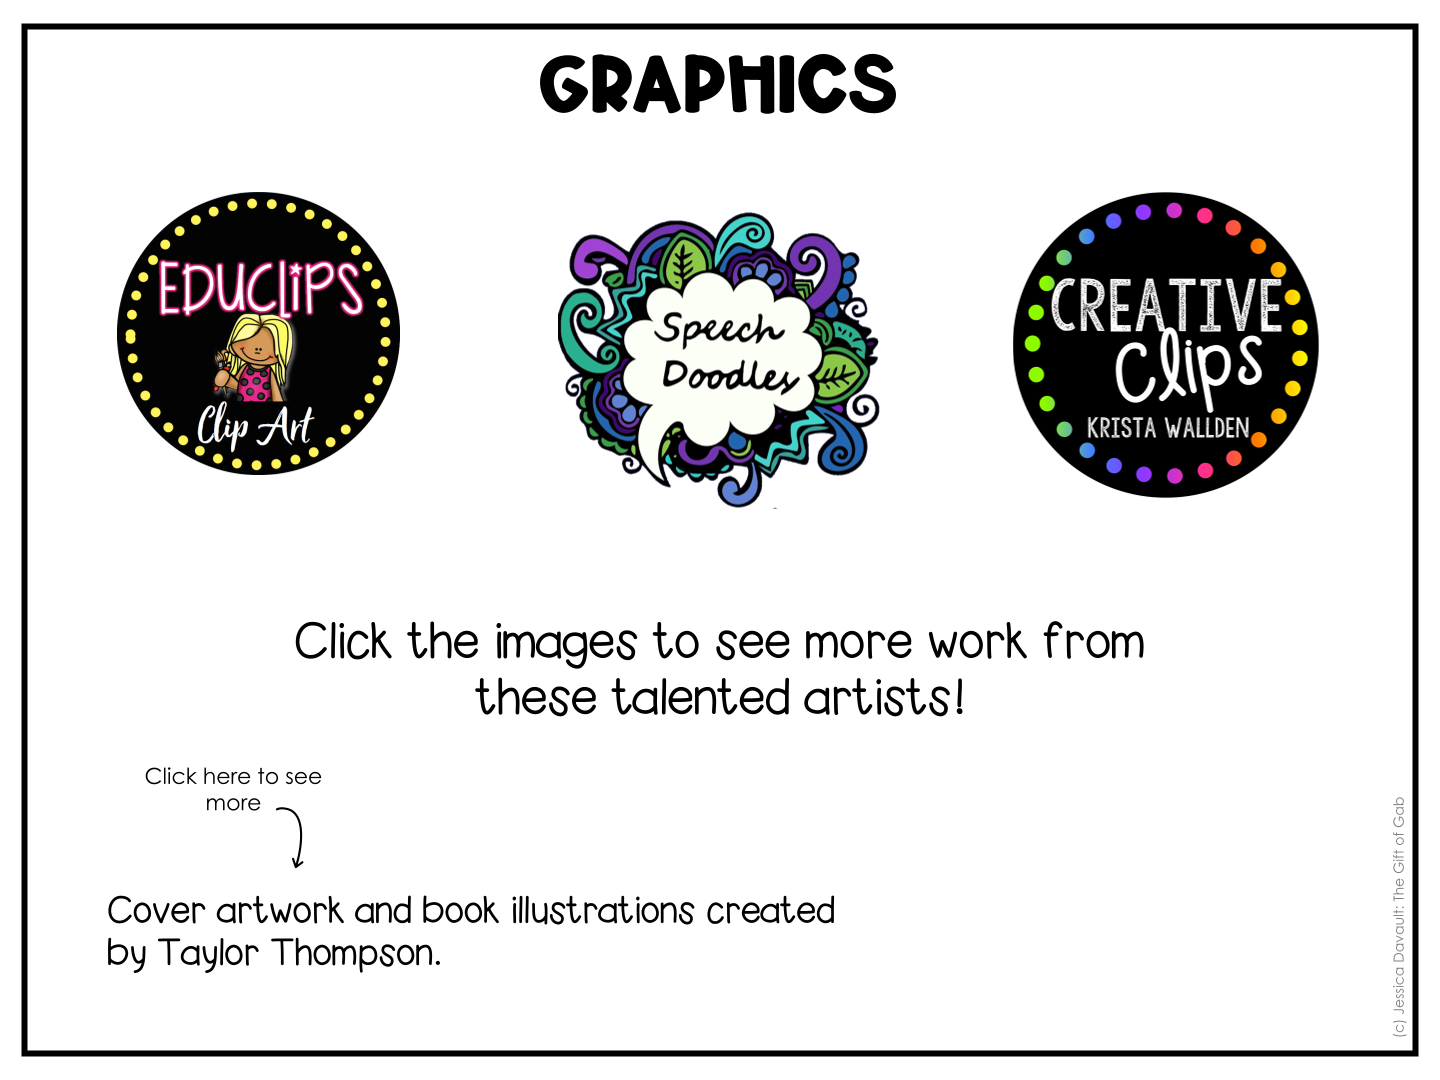 GRAPHICS
EDUCLiPS
Clip Art
Speech
Doodles
CREATIVE
Clips
KRISTA WALLDEN
Click the images to see more work from
these talented artists!
Click here to see
more
Cover artwork and book illustrations created
by Taylor Thompson.
(c) Jessica Davault: The Gift of Gab